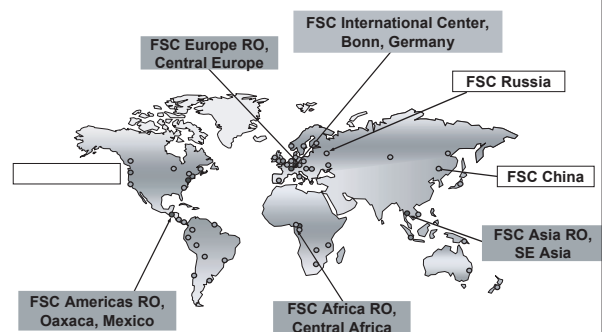 FSC International Center,
Bonn, Germany
FSC Europe RO,
Central Europe
FSC Russia
FSC China
FSC Asia RO,
SE Asia
FSC Americas RO,
Oaxaca, Mexico
FSC Africa RO,
Central Africa